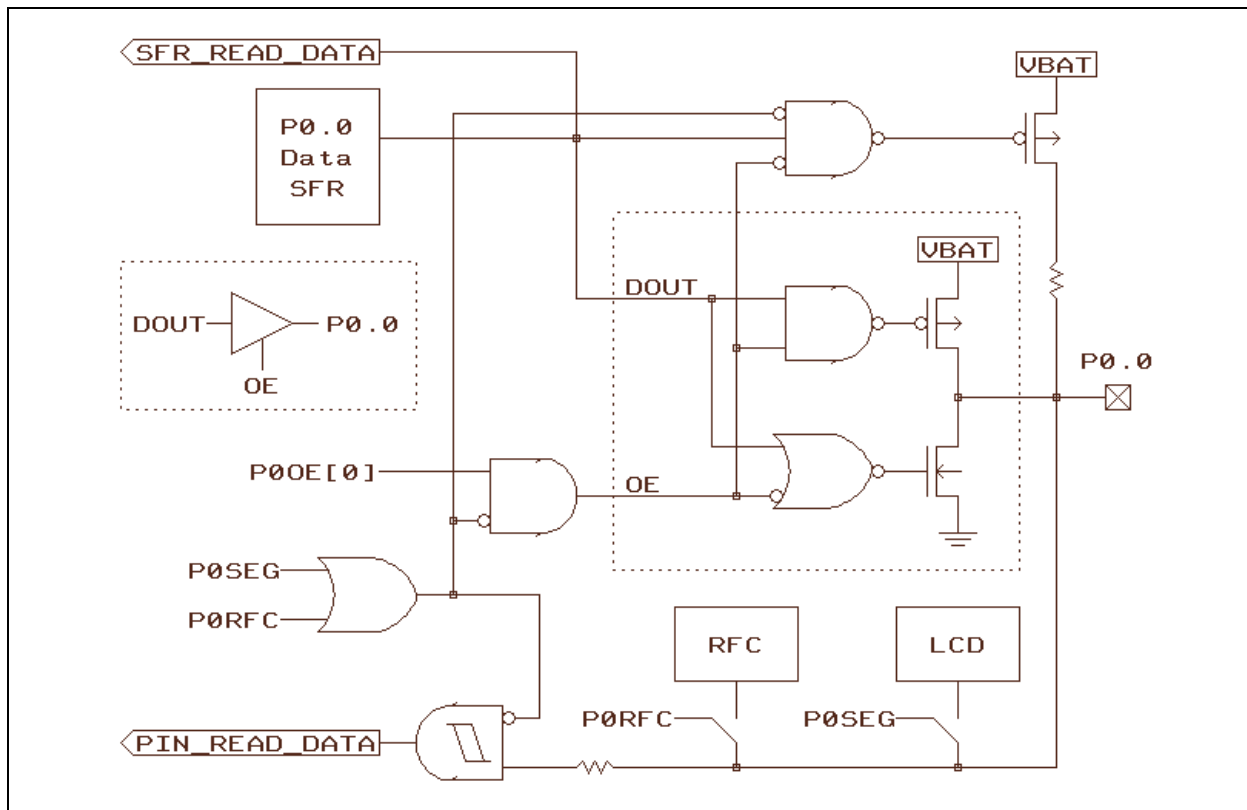 SFR_READ_DATA
VBAT
P0.0
Data
SFR
VBAT
DOUT
DOUT
P0.0
OE
P0.0
P0OE[0]
OE
P0SEG
P0RFC
RFC
LCD
P0RFC
P0SEG
PIN_READ_DATA